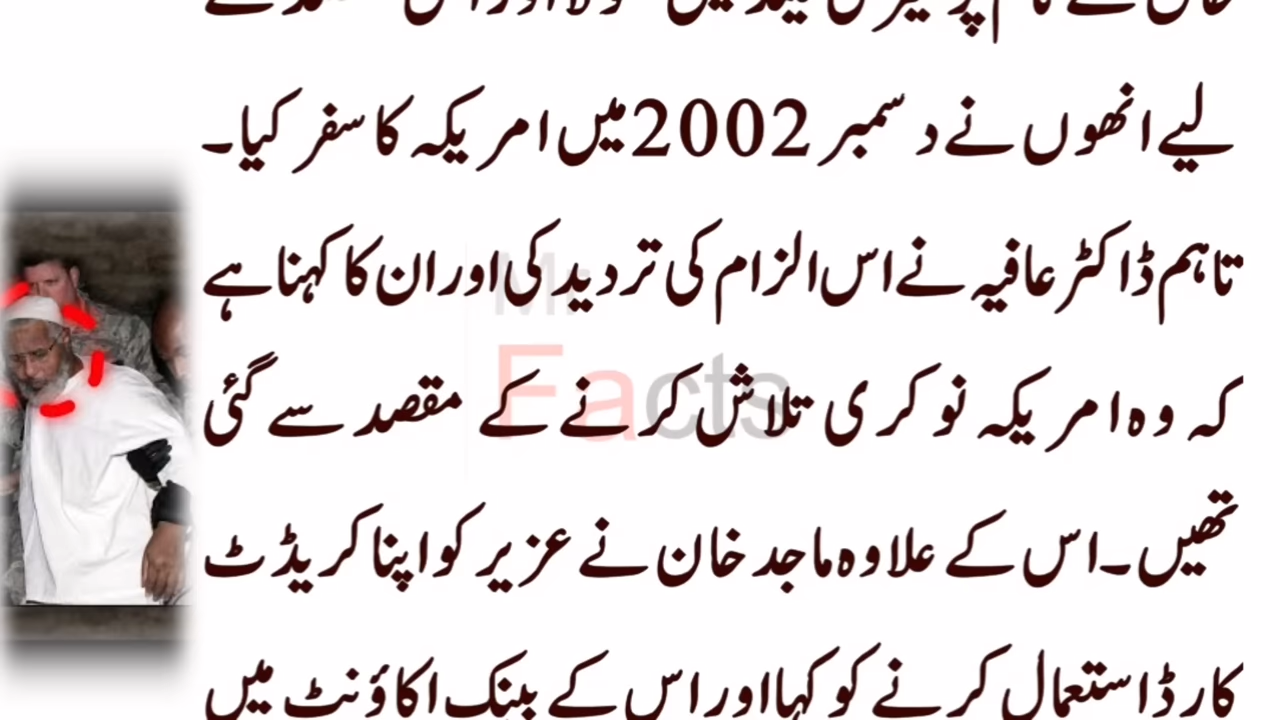 لیے انھوں نے دسمبر 2002 میں امریکہ کا سفر کیا۔
تاہم ڈاکٹر عافیہ نے اس الزام کی تردید کی اور ان کا کہنا ہے
کہ وہ امریکہ نوکری تلاش کرنے کے مقصد سے گئی
تھیں۔ اس کے علاوہ ماجد خان نے عزیر کو اپنا کریڈٹ
کارڈ استعمال کرنے کو کہا اور اس کے بینک اکاؤنٹ میں
Mr
Facts